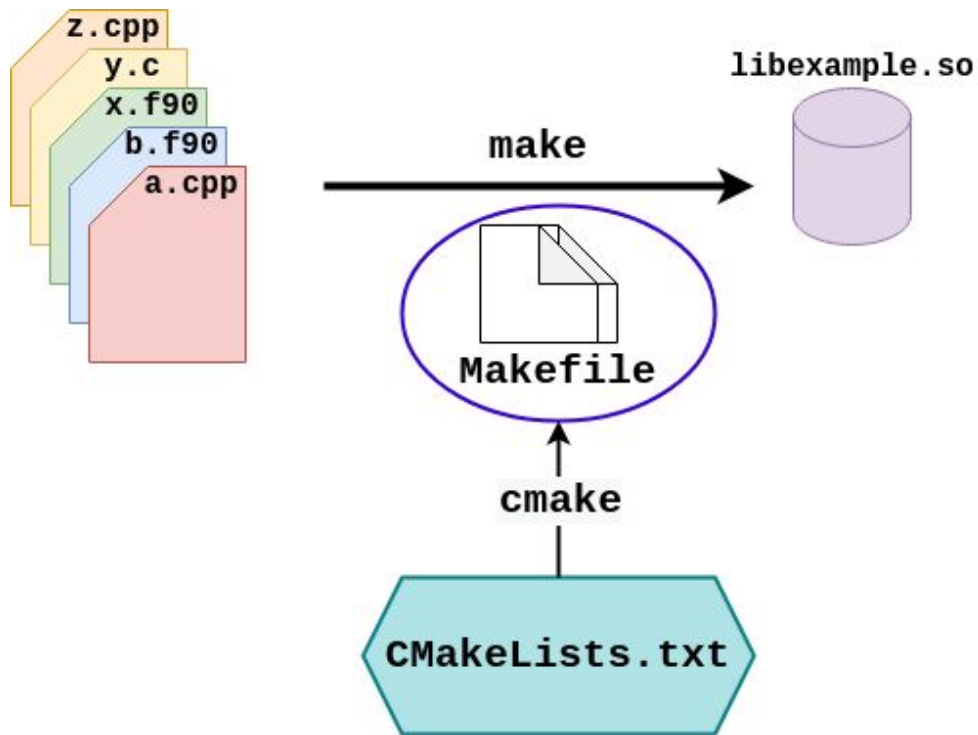 z.cpp
y.c
x.f90
b.f90
a.cpp
make
libexample.so
Makefile
cmake
CMakeLists.txt